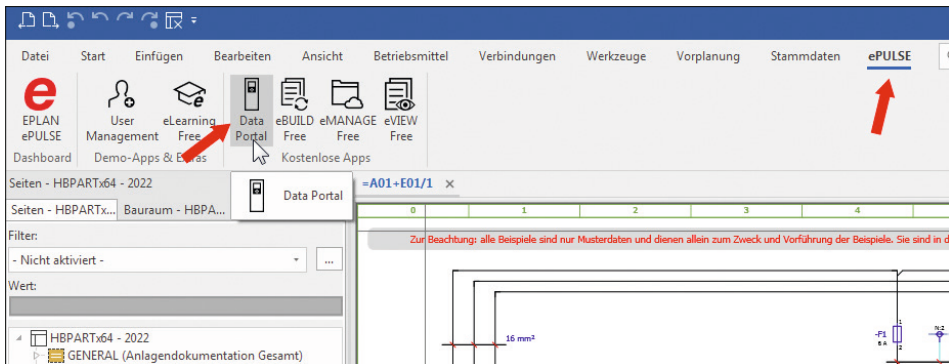 Datei Start Einfügen Bearbeiten Ansicht Betriebsmittel Verbindungen Werkzeuge Vorplanung Stammdaten ePULSE
EPLAN ePULSE
User Management
eLearning Free
Data Portal
eBUILD Free
eMANAGE Free
eVIEW Free
Dashboard Demo-Apps & Extras Kostenlose Apps
Seiten - HBPARTx64 - 2022
Data Portal
=A01+E01/1
Seiten - HBPARTx... Bauraum - HBPA...
0 1 2 3 4
Filter:
Zur Beachtung: alle Beispiele sind nur Musterdaten und dienen allein zum Zweck und Vorführung der Beispiele. Sie sind in d
- Nicht aktiviert - ...
Wert:
HBPARTx64 - 2022
GENERAL (Anlagendokumentation Gesamt)
16 mm²
-F1
6 A
1
2
N:2